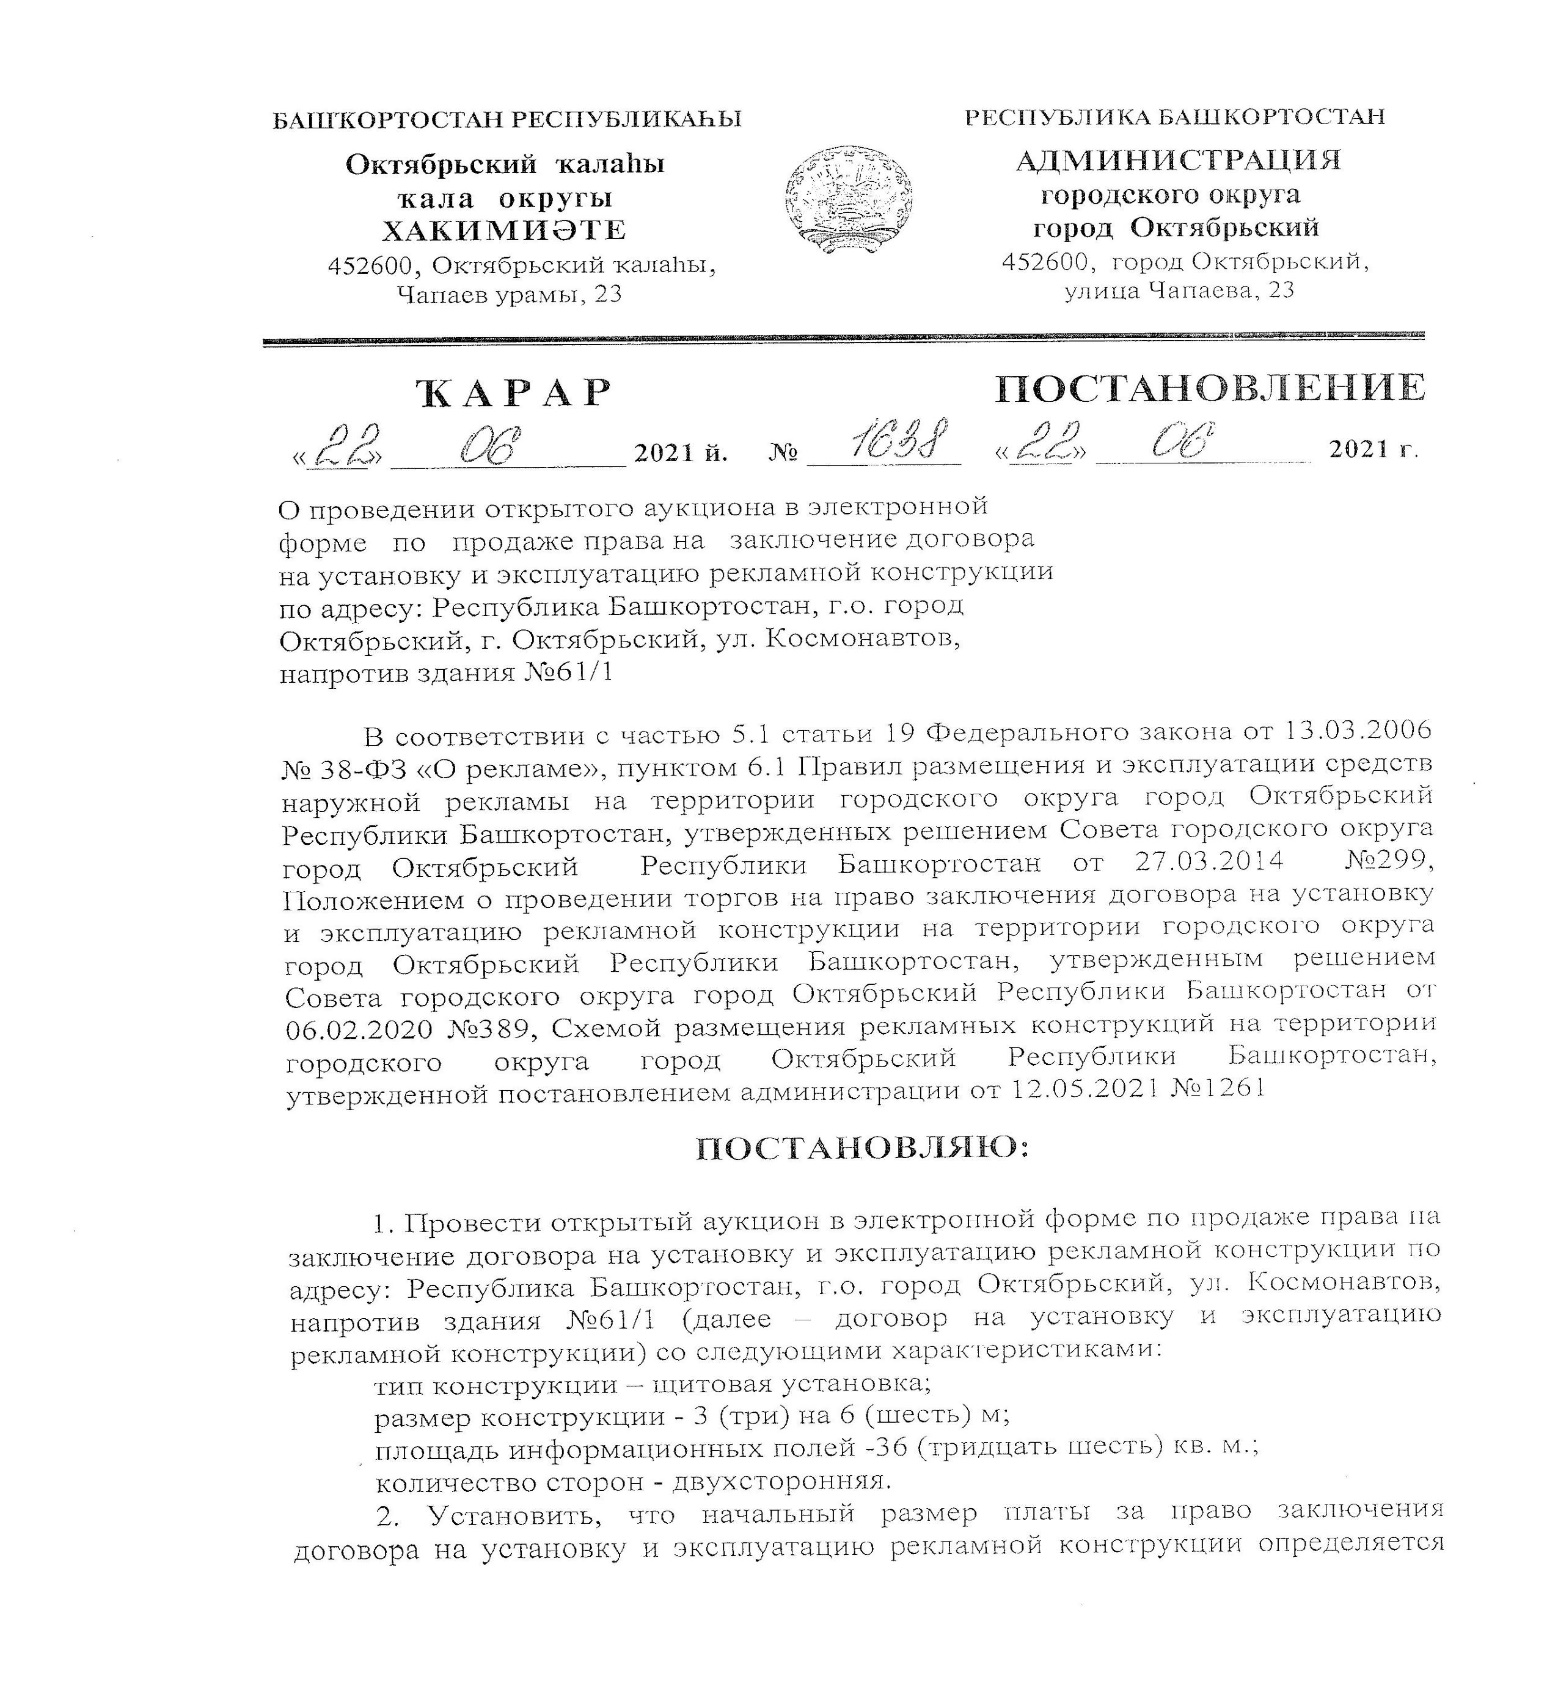 БАШҠОРТОСТАН РЕСПУБЛИКАҺЫ
Октябрьский ҡалаһы
ҡала округы
ХАКИМИӘТЕ
452600, Октябрьский ҡалаһы,
Чапаев урамы, 23
РЕСПУБЛИКА БАШКОРТОСТАН
АДМИНИСТРАЦИЯ
городского округа
город Октябрьский
452600, город Октябрьский,
улица Чапаева, 23
ҠАРАР
ПОСТАНОВЛЕНИЕ
«22» 06 2021 й. № 1638 «22» 06 2021 г.
О проведении открытого аукциона в электронной
форме по продаже права на заключение договора
на установку и эксплуатацию рекламной конструкции
по адресу: Республика Башкортостан, г.о. город
Октябрьский, г. Октябрьский, ул. Космонавтов,
напротив здания №61/1
В соответствии с частью 5.1 статьи 19 Федерального закона от 13.03.2006
№ 38-ФЗ «О рекламе», пунктом 6.1 Правил размещения и эксплуатации средств
наружной рекламы на территории городского округа город Октябрьский
Республики Башкортостан, утвержденных решением Совета городского округа
город Октябрьский Республики Башкортостан от 27.03.2014 №299,
Положением о проведении торгов на право заключения договора на установку
и эксплуатацию рекламной конструкции на территории городского округа
город Октябрьский Республики Башкортостан, утвержденным решением
Совета городского округа город Октябрьский Республики Башкортостан от
06.02.2020 №389, Схемой размещения рекламных конструкций на территории
городского округа город Октябрьский Республики Башкортостан,
утвержденной постановлением администрации от 12.05.2021 №1261
ПОСТАНОВЛЯЮ:
1. Провести открытый аукцион в электронной форме по продаже права на
заключение договора на установку и эксплуатацию рекламной конструкции по
адресу: Республика Башкортостан, г.о. город Октябрьский, ул. Космонавтов,
напротив здания №61/1 (далее – договор на установку и эксплуатацию
рекламной конструкции) со следующими характеристиками:
тип конструкции – щитовая установка;
размер конструкции - 3 (три) на 6 (шесть) м;
площадь информационных полей -36 (тридцать шесть) кв. м.;
количество сторон - двухсторонняя.
2. Установить, что начальный размер платы за право заключения
договора на установку и эксплуатацию рекламной конструкции определяется